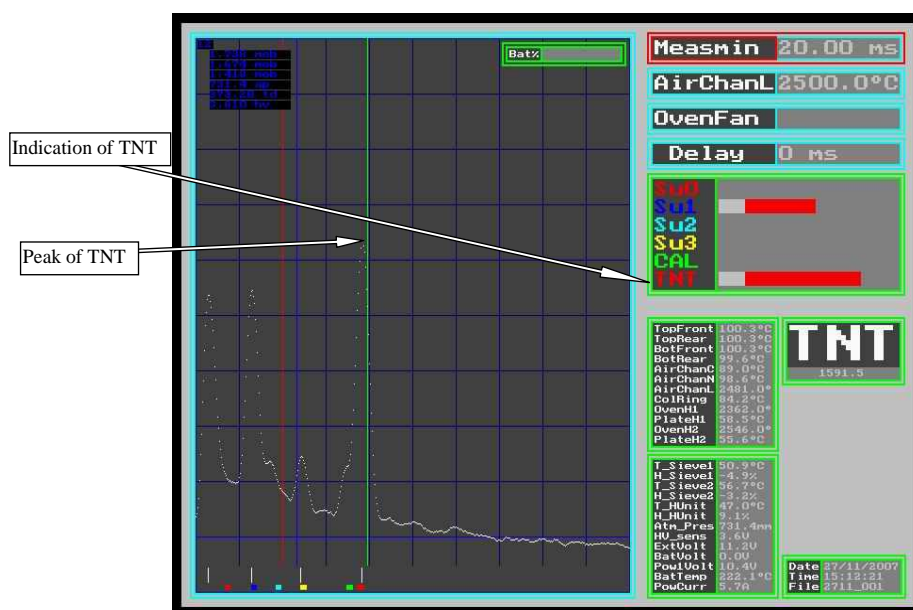 Indication of TNT
Peak of TNT
Bat%
Measmin 20.00 ms
AirChanL 2500.0°C
OvenFan
Delay 0 ms
Su0
Su1
Su2
Su3
CAL
TNT
TopFront 100.3°C
TopRear 100.3°C
BotFront 100.3°C
BotRear 99.6°C
AirChanC 89.0°C
AirChanN 98.6°C
AirChanL 2481.0°
ColRing 84.2°C
OvenH1 2362.0°
PlateH1 58.5°C
OvenH2 2546.0°
PlateH2 55.6°C
TNT
1591.5
T_Sieve1 50.9°C
H_Sieve1 -4.9%
T_Sieve2 56.7°C
H_Sieve2 -3.2%
T_HUnit 47.0°C
H_HUnit 9.1%
Atm_Pres 731.4mm
HV_sens 3.6V
ExtVolt 11.2V
BatVolt 0.0V
Pow1Volt 10.4V
BatTemp 222.1°C
PowCurr 5.7A
Date 27/11/2007
Time 15:12:21
File 2711_001